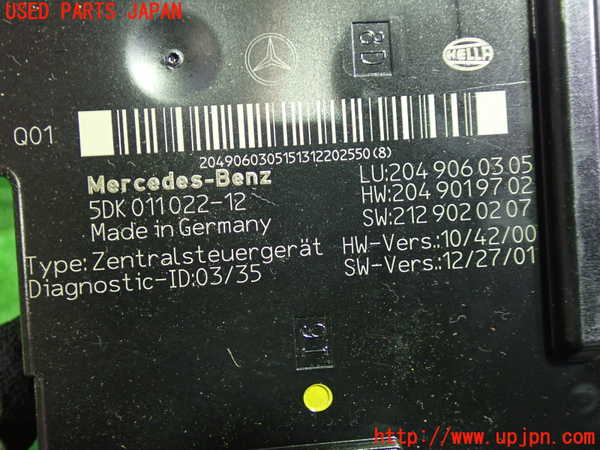 USED PARTS JAPAN
8D
HELLA
Q01
2049060305151312202550(8)
Mercedes-Benz
5DK 011022-12
Made in Germany
LU:204 906 03 05
HW:204 901 97 02
SW:212 902 02 07
Type: Zentralsteuergerät
HW-Vers.: 10/42/00
Diagnostic-ID:03/35
SW-Vers.: 12/27/01
16
http://www.upjpn.com